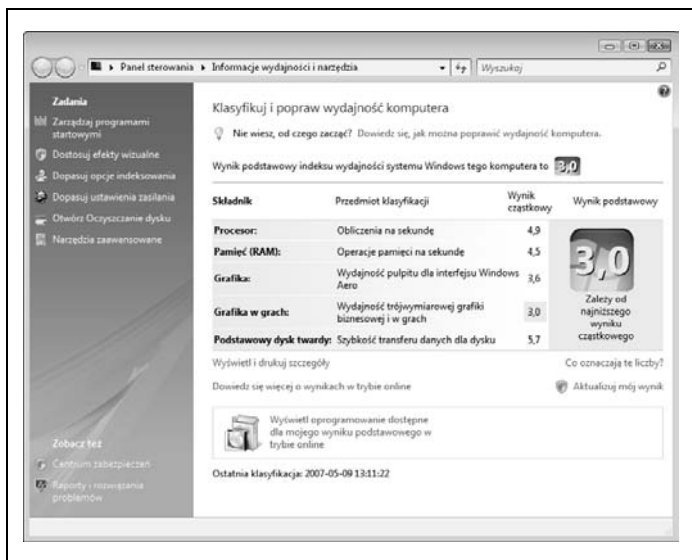 Panel sterowania ▸ Informacje wydajności i narzędzia
Wyszukaj
Zadania
Zarządzaj programami
startowymi
Dostosuj efekty wizualne
Dopasuj opcje indeksowania
Dopasuj ustawienia zasilania
Otwórz Oczyszczanie dysku
Narzędzia zaawansowane
Zobacz też
Centrum zabezpieczeń
Raporty i rozwiązania
problemów
Klasyfikuj i popraw wydajność komputera
Nie wiesz, od czego zacząć? Dowiedz się, jak można poprawić wydajność komputera.
Wynik podstawowy indeksu wydajności systemu Windows tego komputera to 3,0
Składnik Przedmiot klasyfikacji Wynik cząstkowy Wynik podstawowy
Procesor: Obliczenia na sekundę 4,9
Pamięć (RAM): Operacje pamięci na sekundę 4,5
Grafika: Wydajność pulpitu dla interfejsu Windows Aero 3,6
Grafika w grach: Wydajność trójwymiarowej grafiki biznesowej i w grach 3,0
Podstawowy dysk twardy: Szybkość transferu danych dla dysku 5,7
3,0
Zależy od
najniższego
wyniku
cząstkowego
Wyświetl i drukuj szczegóły
Co oznaczają te liczby?
Dowiedz się więcej o wynikach w trybie online
Aktualizuj mój wynik
Wyświetl oprogramowanie dostępne
dla mojego wyniku podstawowego w
trybie online
Ostatnia klasyfikacja: 2007-05-09 13:11:22